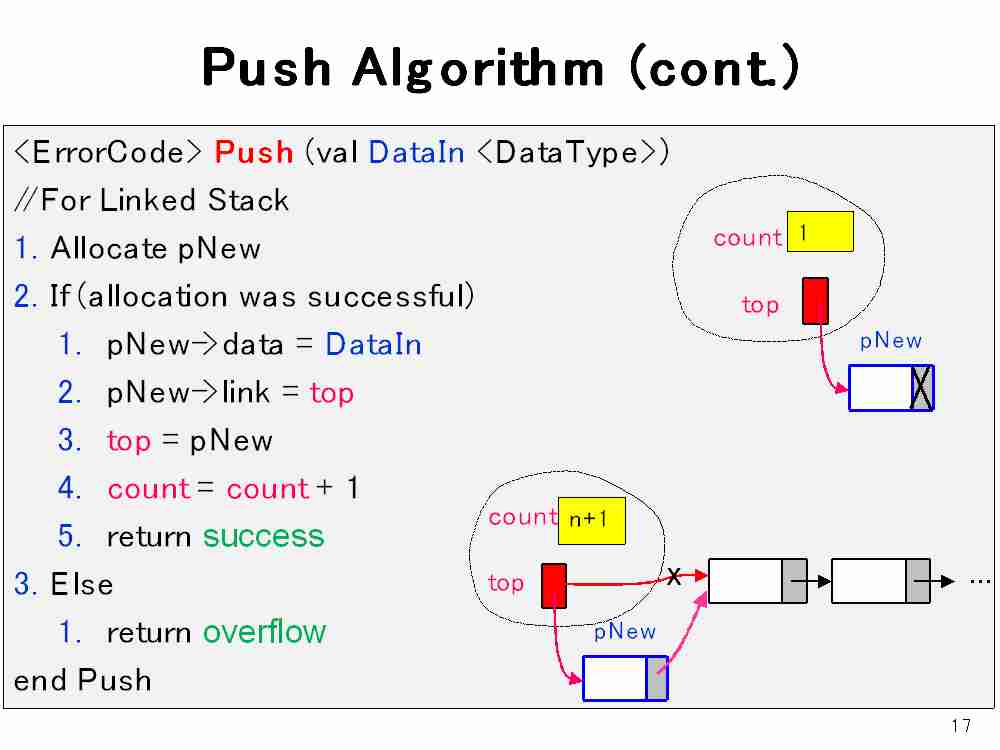 Push Algorithm (cont.)
<ErrorCode> Push (val DataIn <DataType>)
//For Linked Stack
1. Allocate pNew
2. If (allocation was successful)
1. pNew->data = DataIn
2. pNew->link = top
3. top = pNew
4. count = count + 1
5. return success
3. Else
1. return overflow
end Push
count 1
top
pNew
count n+1
top
x
...
pNew
17